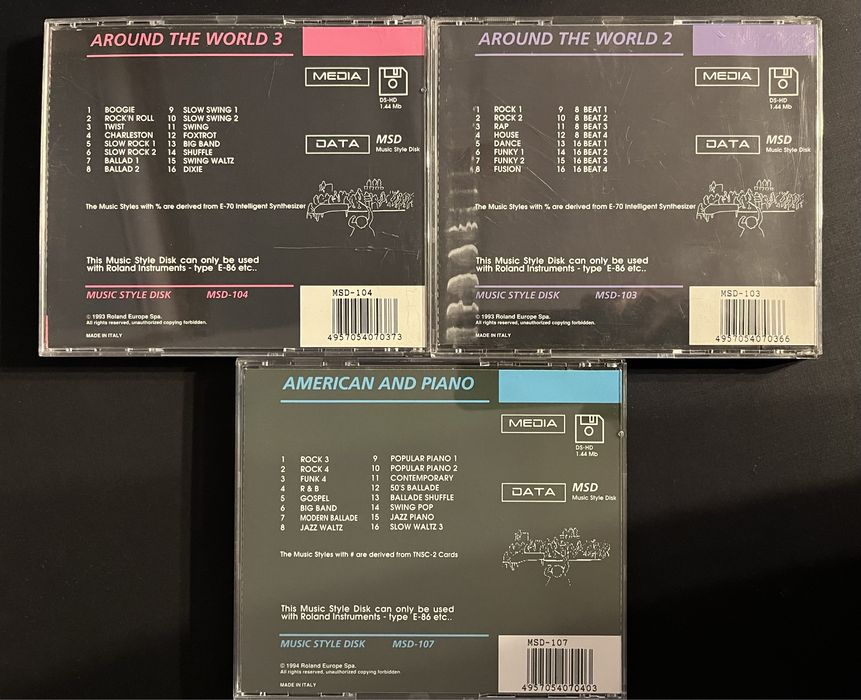 AROUND THE WORLD 3
MEDIA
DS-HD
1.44 Mb
1 BOOGIE 9 SLOW SWING 1
2 ROCK'N ROLL 10 SLOW SWING 2
3 TWIST 11 SWING
4 CHARLESTON 12 FOXTROT
5 SLOW ROCK 1 13 BIG BAND
6 SLOW ROCK 2 14 SHUFFLE
7 BALLAD 1 15 SWING WALTZ
8 BALLAD 2 16 DIXIE
DATA MSD
Music Style Disk
The Music Styles with % are derived from E-70 Intelligent Synthesizer
This Music Style Disk can only be used
with Roland Instruments - type E-86 etc..
MUSIC STYLE DISK MSD-104
MSD-104
4957054070373
© 1993 Roland Europe Spa.
All rights reserved, unauthorized copying forbidden.
MADE IN ITALY
AROUND THE WORLD 2
MEDIA
DS-HD
1.44 Mb
1 ROCK 1 9 8 BEAT 1
2 ROCK 2 10 8 BEAT 2
3 RAP 11 8 BEAT 3
4 HOUSE 12 8 BEAT 4
5 DANCE 13 16 BEAT 1
6 FUNKY 1 14 16 BEAT 2
7 FUNKY 2 15 16 BEAT 3
8 FUSION 16 16 BEAT 4
DATA MSD
Music Style Disk
The Music Styles with % are derived from E-70 Intelligent Synthesizer
This Music Style Disk can only be used
with Roland Instruments - type E-86 etc..
MUSIC STYLE DISK MSD-103
MSD-103
4957054070366
© 1993 Roland Europe Spa.
All rights reserved, unauthorized copying forbidden.
MADE IN ITALY
AMERICAN AND PIANO
MEDIA
DS-HD
1.44 Mb
1 ROCK 3 9 POPULAR PIANO 1
2 ROCK 4 10 POPULAR PIANO 2
3 FUNK 4 11 CONTEMPORARY
4 R & B 12 50'S BALLADE
5 GOSPEL 13 BALLADE SHUFFLE
6 BIG BAND 14 SWING POP
7 MODERN BALLADE 15 JAZZ PIANO
8 JAZZ WALTZ 16 SLOW WALTZ 3
DATA MSD
Music Style Disk
The Music Styles with # are derived from TNSC-2 Cards
This Music Style Disk can only be used
with Roland Instruments - type E-86 etc..
MUSIC STYLE DISK MSD-107
MSD-107
4957054070403
© 1994 Roland Europe Spa.
All rights reserved, unauthorized copying forbidden.
MADE IN ITALY